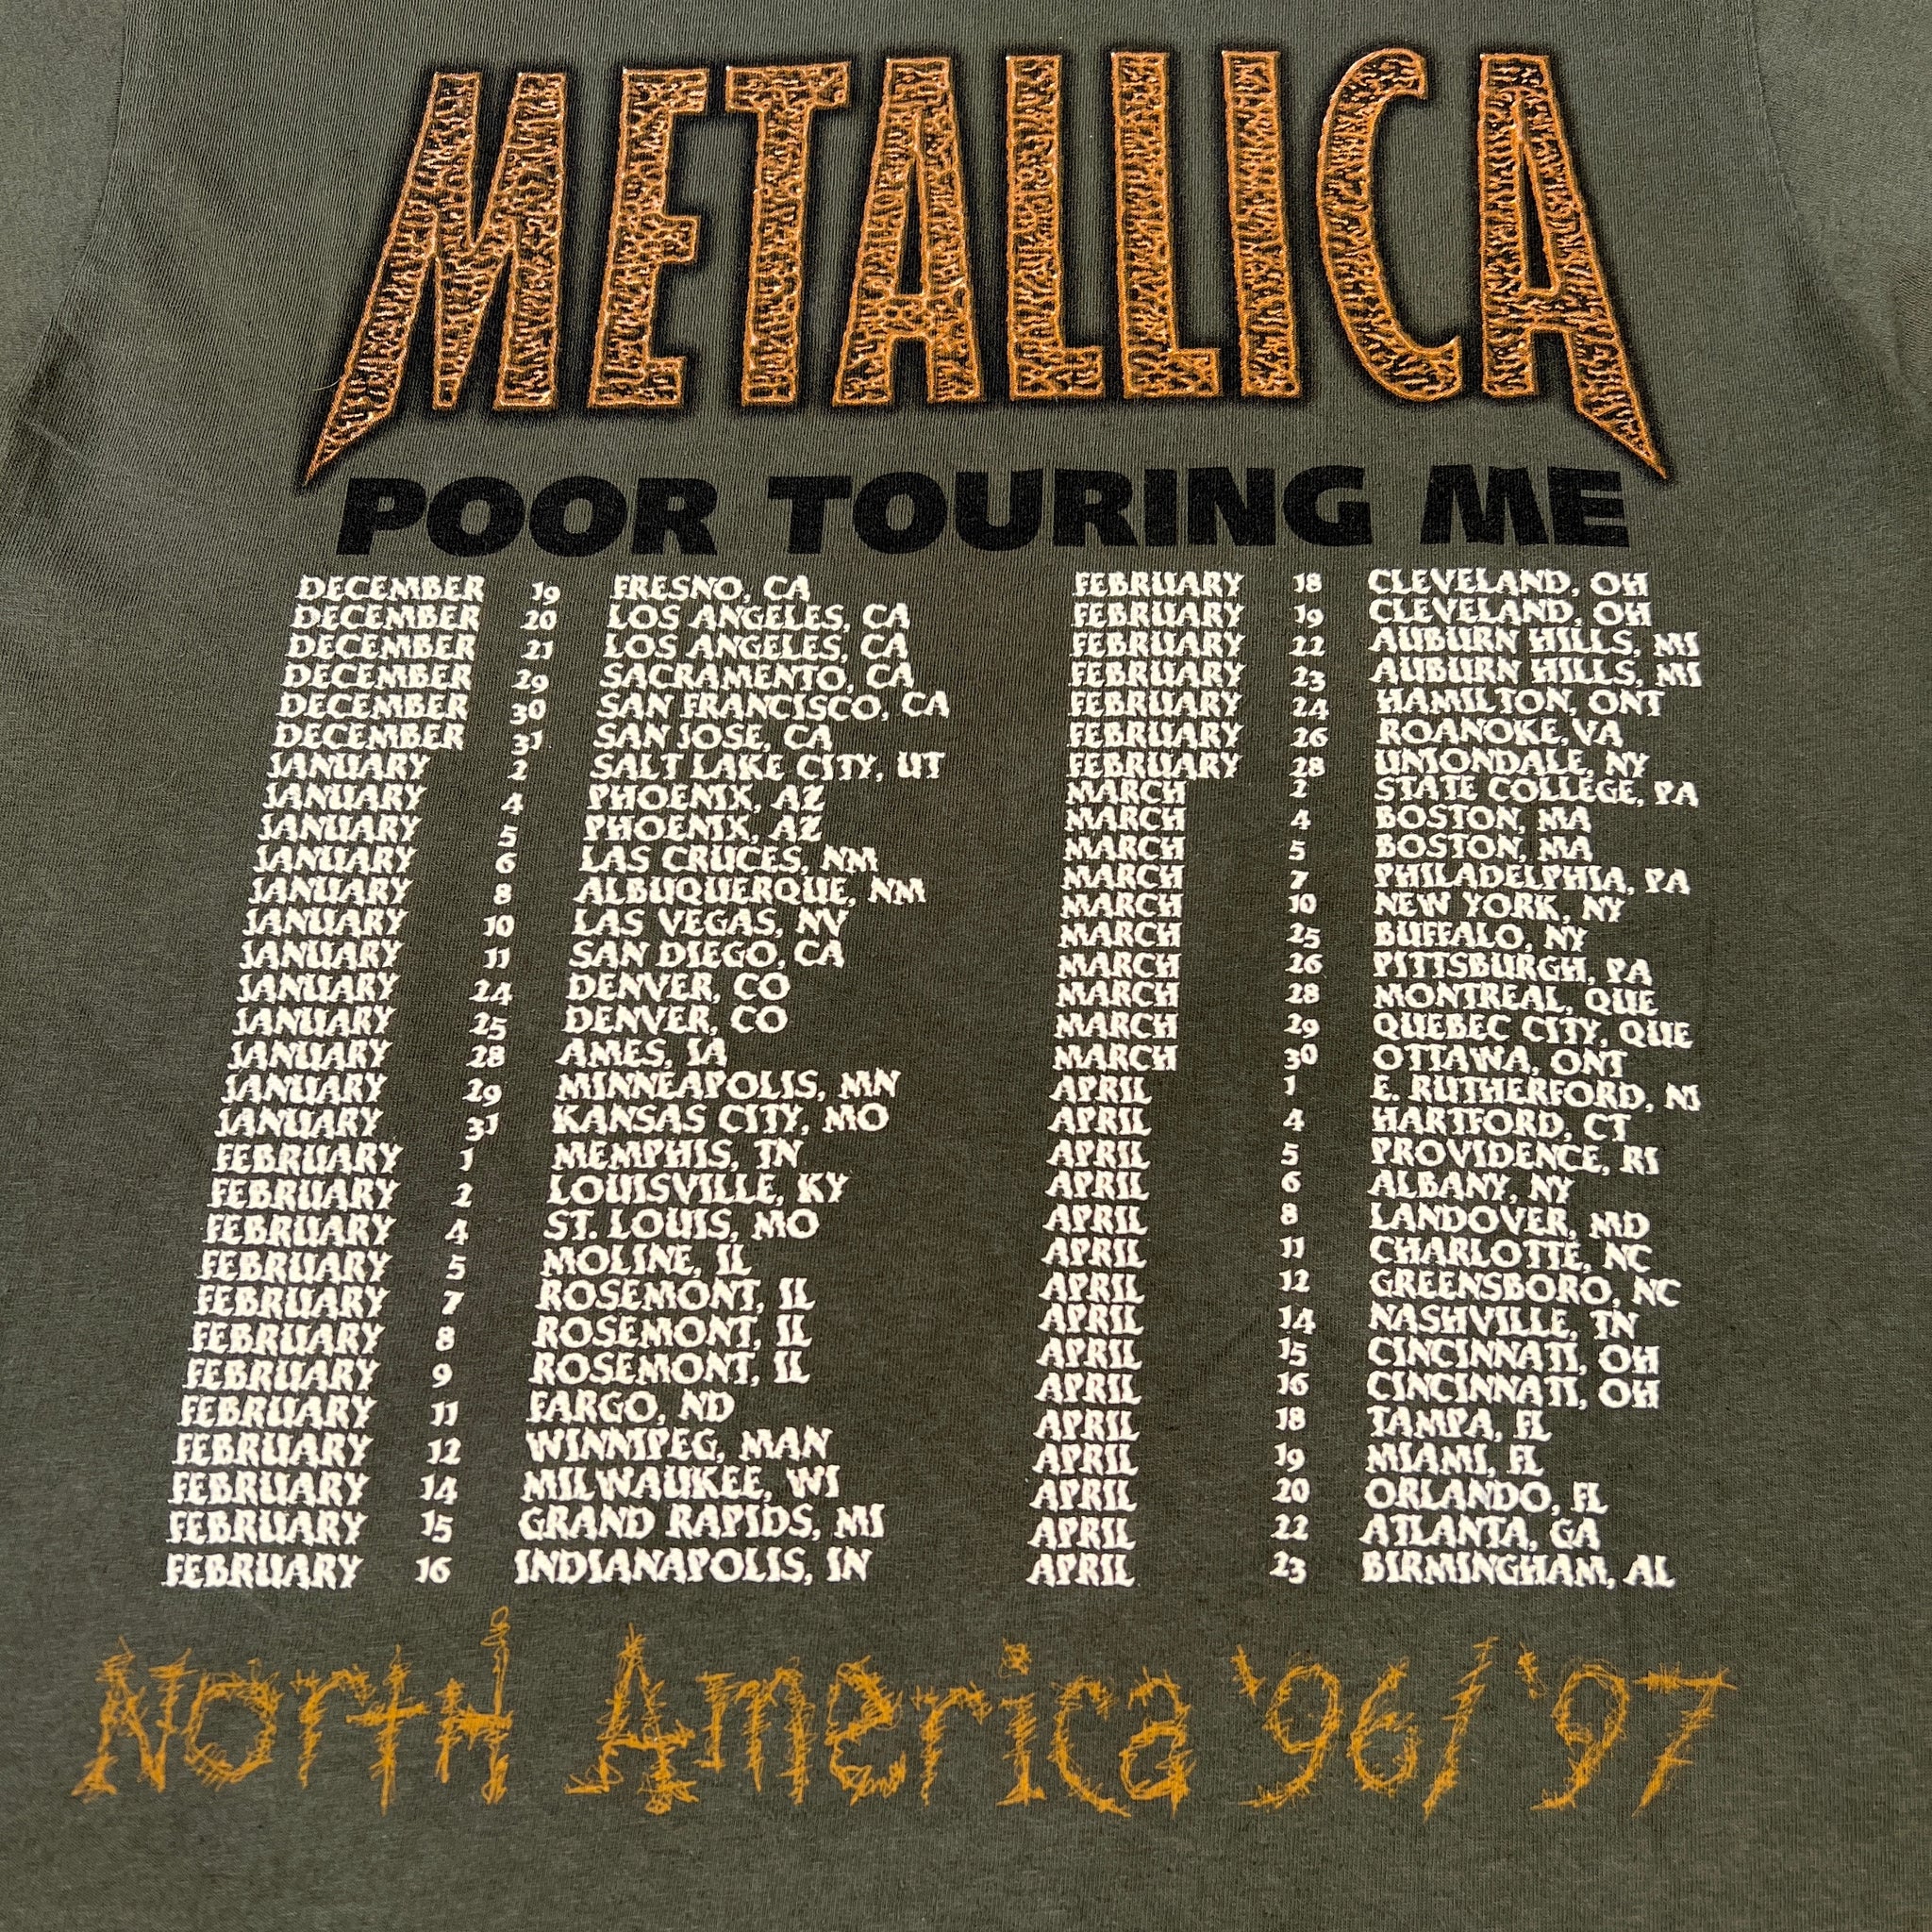 METALLICA
POOR TOURING ME
DECEMBER 19 FRESNO, CA
DECEMBER 20 LOS ANGELES, CA
DECEMBER 21 LOS ANGELES, CA
DECEMBER 29 SACRAMENTO, CA
DECEMBER 30 SAN FRANCISCO, CA
DECEMBER 31 SAN JOSE, CA
JANUARY 2 SALT LAKE CITY, UT
JANUARY 4 PHOENIX, AZ
JANUARY 5 PHOENIX, AZ
JANUARY 6 LAS CRUCES, NM
JANUARY 8 ALBUQUERQUE, NM
JANUARY 10 LAS VEGAS, NV
JANUARY 11 SAN DIEGO, CA
JANUARY 24 DENVER, CO
JANUARY 25 DENVER, CO
JANUARY 28 AMES, IA
JANUARY 29 MINNEAPOLIS, MN
JANUARY 31 KANSAS CITY, MO
FEBRUARY 1 MEMPHIS, TN
FEBRUARY 2 LOUISVILLE, KY
FEBRUARY 4 ST. LOUIS, MO
FEBRUARY 5 MOLINE, IL
FEBRUARY 7 ROSEMONT, IL
FEBRUARY 8 ROSEMONT, IL
FEBRUARY 9 ROSEMONT, IL
FEBRUARY 11 FARGO, ND
FEBRUARY 12 WINNIPEG, MAN
FEBRUARY 14 MILWAUKEE, WI
FEBRUARY 15 GRAND RAPIDS, MI
FEBRUARY 16 INDIANAPOLIS, IN
FEBRUARY 18 CLEVELAND, OH
FEBRUARY 19 CLEVELAND, OH
FEBRUARY 22 AUBURN HILLS, MI
FEBRUARY 23 AUBURN HILLS, MI
FEBRUARY 24 HAMILTON, ONT
FEBRUARY 26 ROANOKE, VA
FEBRUARY 28 UNIONDALE, NY
MARCH 2 STATE COLLEGE, PA
MARCH 4 BOSTON, MA
MARCH 5 BOSTON, MA
MARCH 7 PHILADELPHIA, PA
MARCH 10 NEW YORK, NY
MARCH 25 BUFFALO, NY
MARCH 26 PITTSBURGH, PA
MARCH 28 MONTREAL, QUE
MARCH 29 QUEBEC CITY, QUE
MARCH 30 OTTAWA, ONT
APRIL 1 E. RUTHERFORD, NJ
APRIL 4 HARTFORD, CT
APRIL 5 PROVIDENCE, RI
APRIL 6 ALBANY, NY
APRIL 8 LANDOVER, MD
APRIL 11 CHARLOTTE, NC
APRIL 12 GREENSBORO, NC
APRIL 14 NASHVILLE, TN
APRIL 15 CINCINNATI, OH
APRIL 16 CINCINNATI, OH
APRIL 18 TAMPA, FL
APRIL 19 MIAMI, FL
APRIL 20 ORLANDO, FL
APRIL 22 ATLANTA, GA
APRIL 23 BIRMINGHAM, AL
North America '96/'97